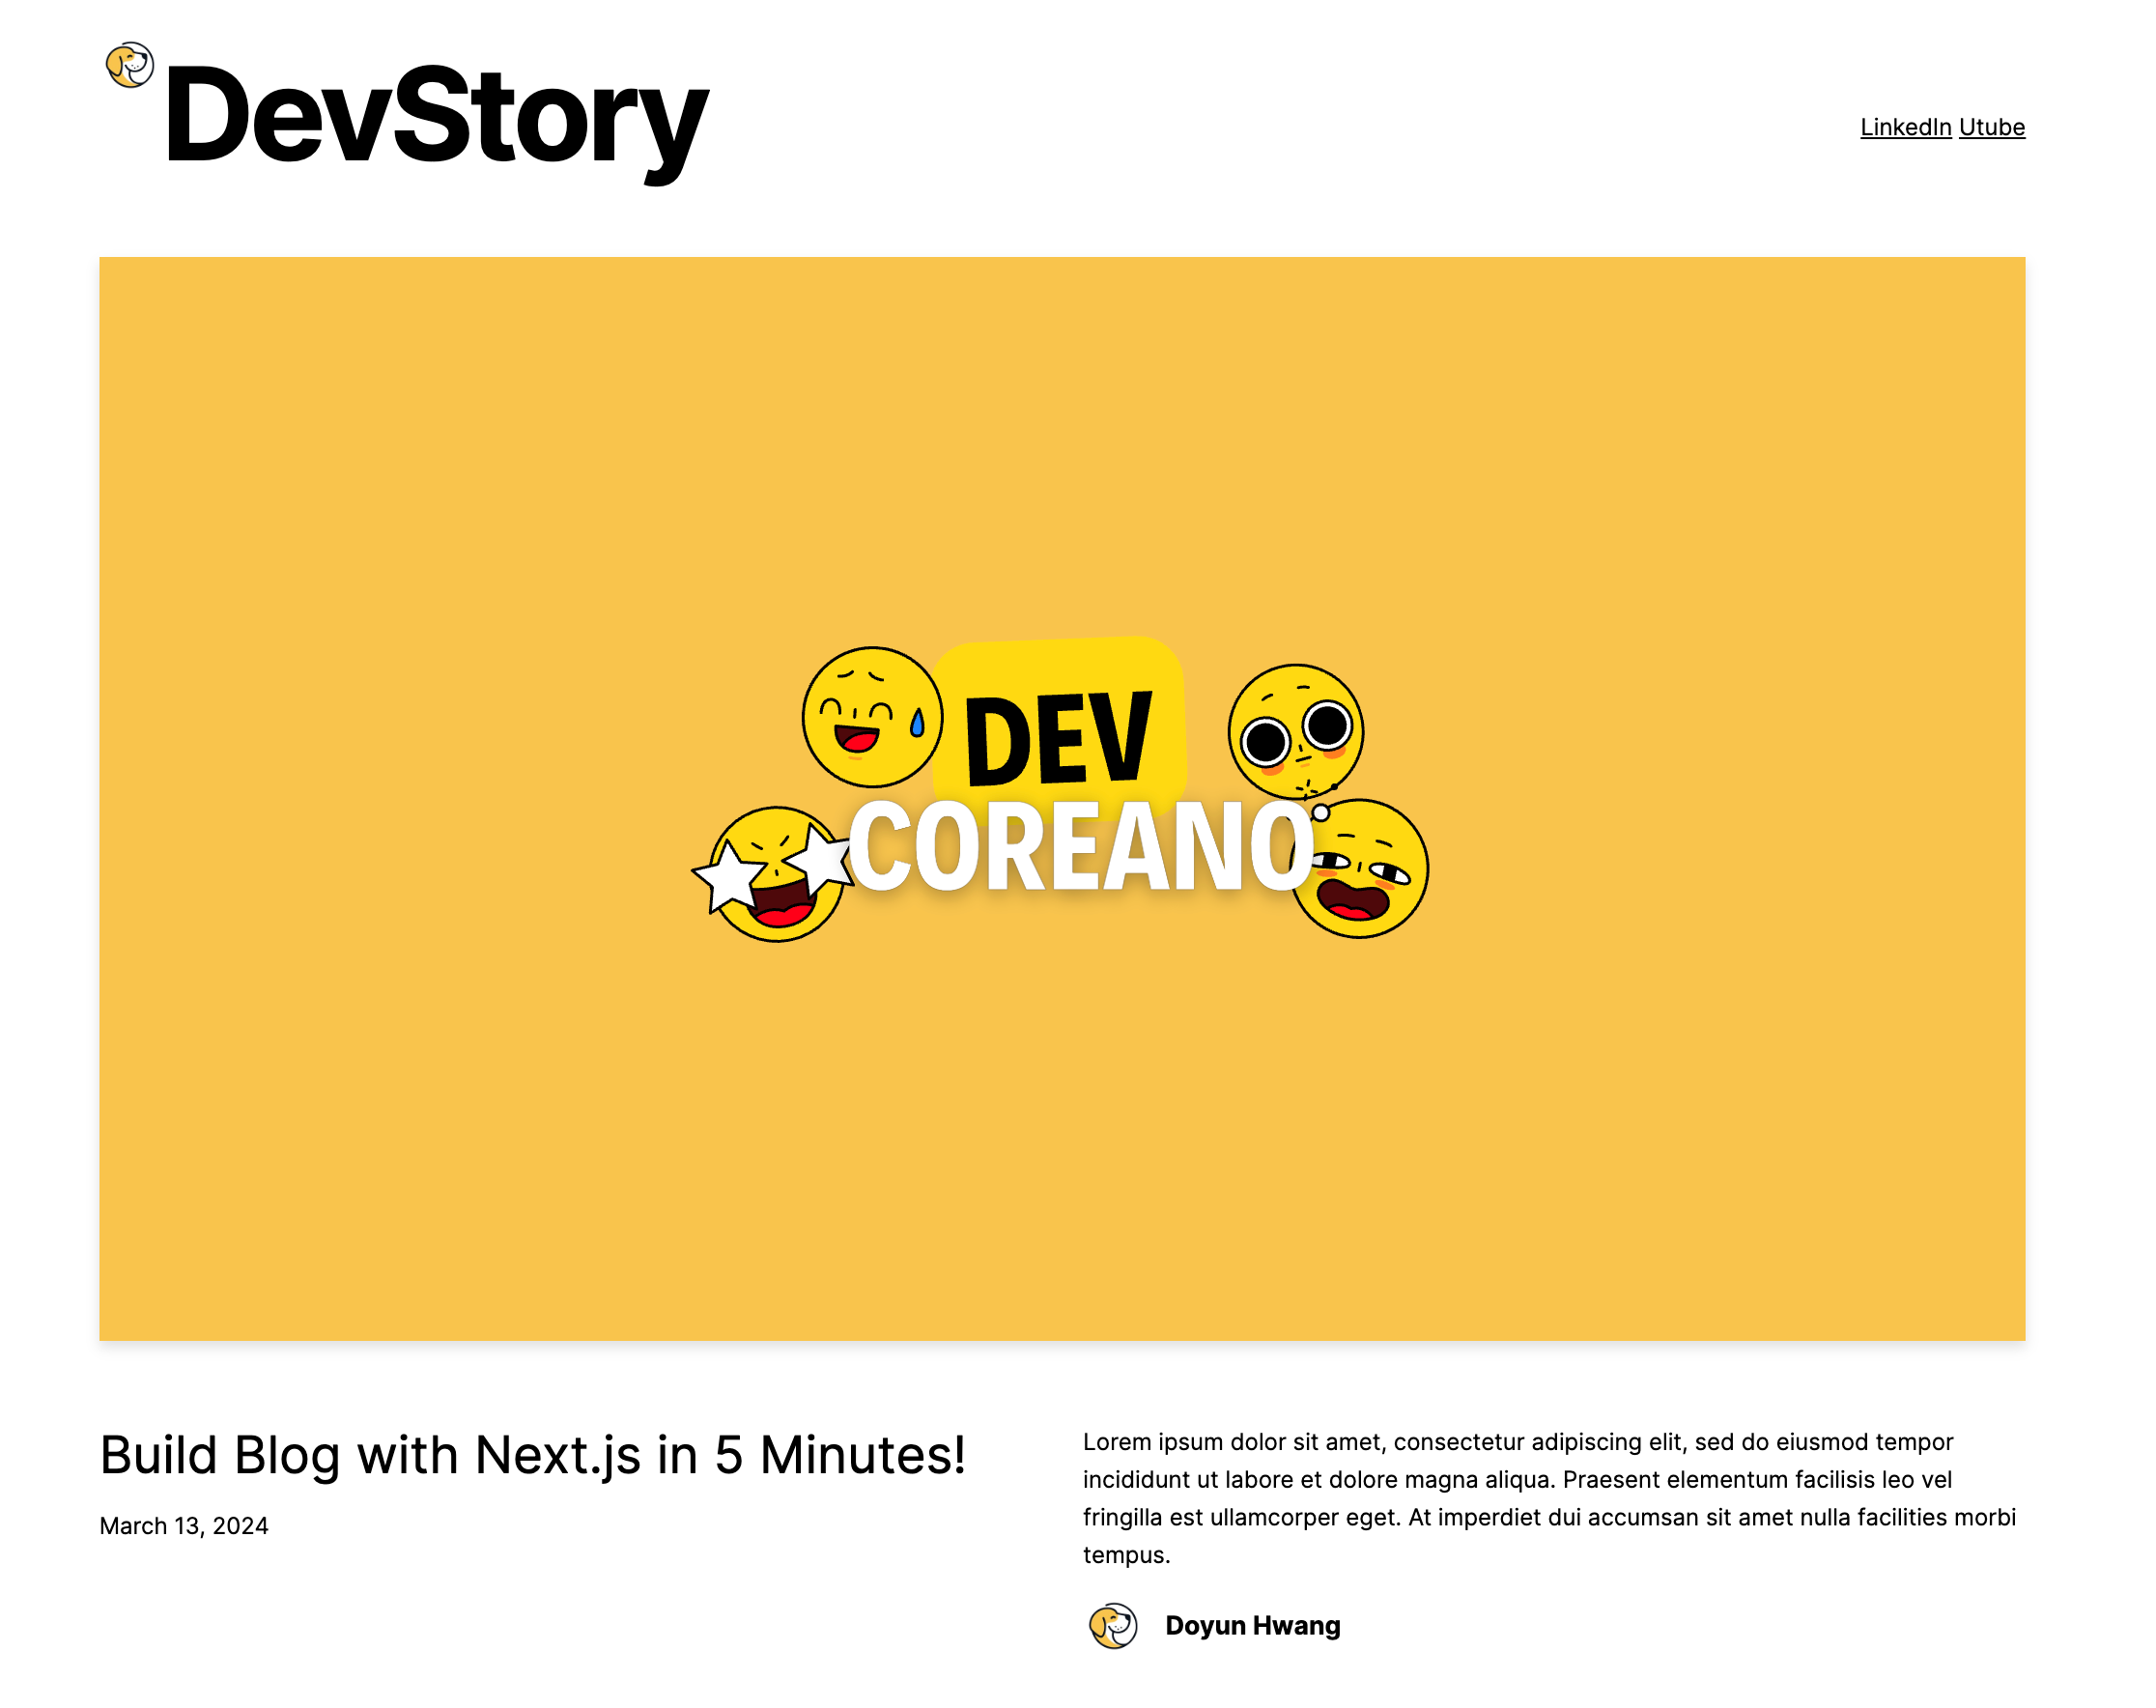 DevStory
LinkedIn Utube
DEV
COREANO
Build Blog with Next.js in 5 Minutes!
March 13, 2024
Lorem ipsum dolor sit amet, consectetur adipiscing elit, sed do eiusmod tempor
incididunt ut labore et dolore magna aliqua. Praesent elementum facilisis leo vel
fringilla est ullamcorper eget. At imperdiet dui accumsan sit amet nulla facilities morbi
tempus.
Doyun Hwang